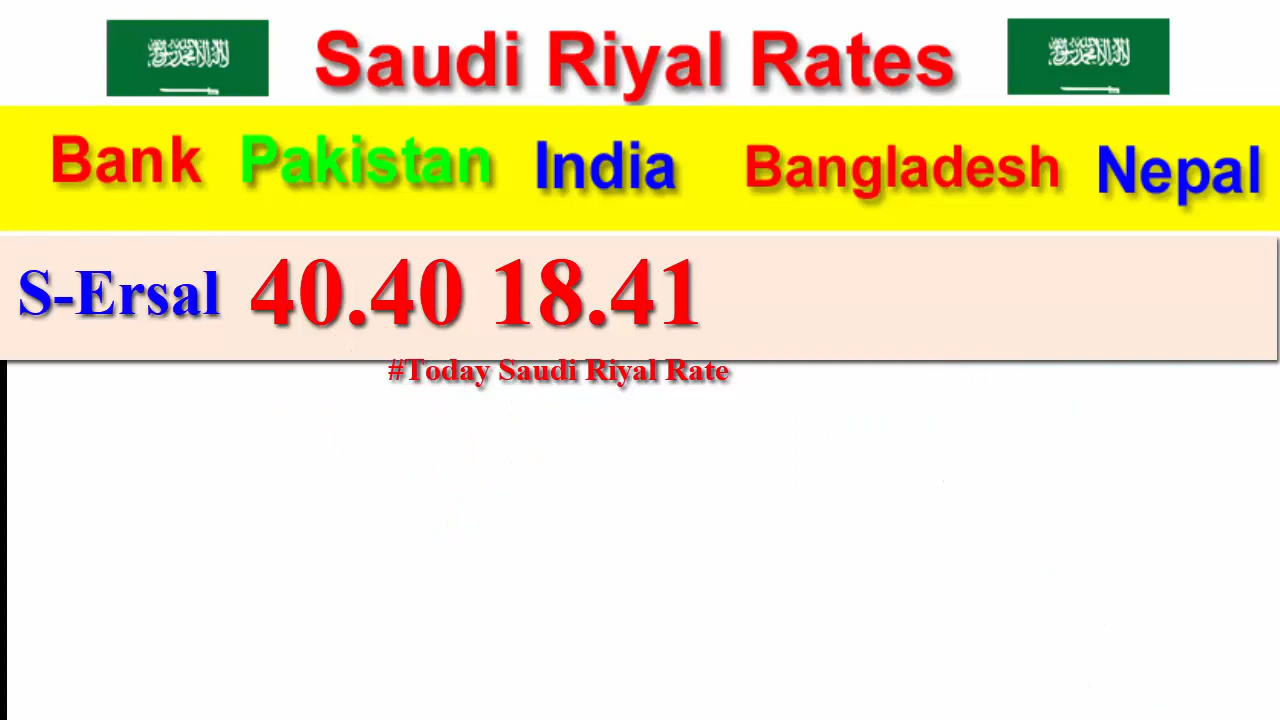 Saudi Riyal Rates
Bank Pakistan India Bangladesh Nepal
S-Ersal 40.40 18.41
#Today Saudi Riyal Rate